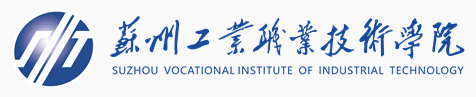 蘇州工業職業技術學院
SUZHOU VOCATIONAL INSTITUTE OF INDUSTRIAL TECHNOLOGY